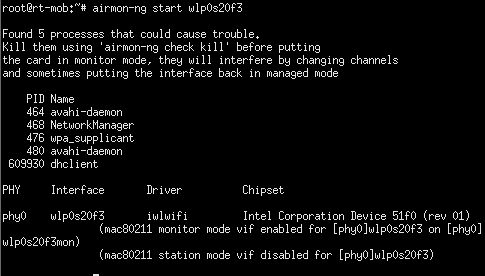 root@rt-mob:~# airmon-ng start wlp0s20f3
Found 5 processes that could cause trouble.
Kill them using 'airmon-ng check kill' before putting
the card in monitor mode, they will interfere by changing channels
and sometimes putting the interface back in managed mode
PID Name
464 avahi-daemon
468 NetworkManager
476 wpa_supplicant
480 avahi-daemon
609930 dhclient
PHY Interface Driver Chipset
phy0 wlp0s20f3 iwlwifi Intel Corporation Device 51f0 (rev 01)
(mac80211 monitor mode vif enabled for [phy0]wlp0s20f3 on [phy0]
wlp0s20f3mon)
(mac80211 station mode vif disabled for [phy0]wlp0s20f3)